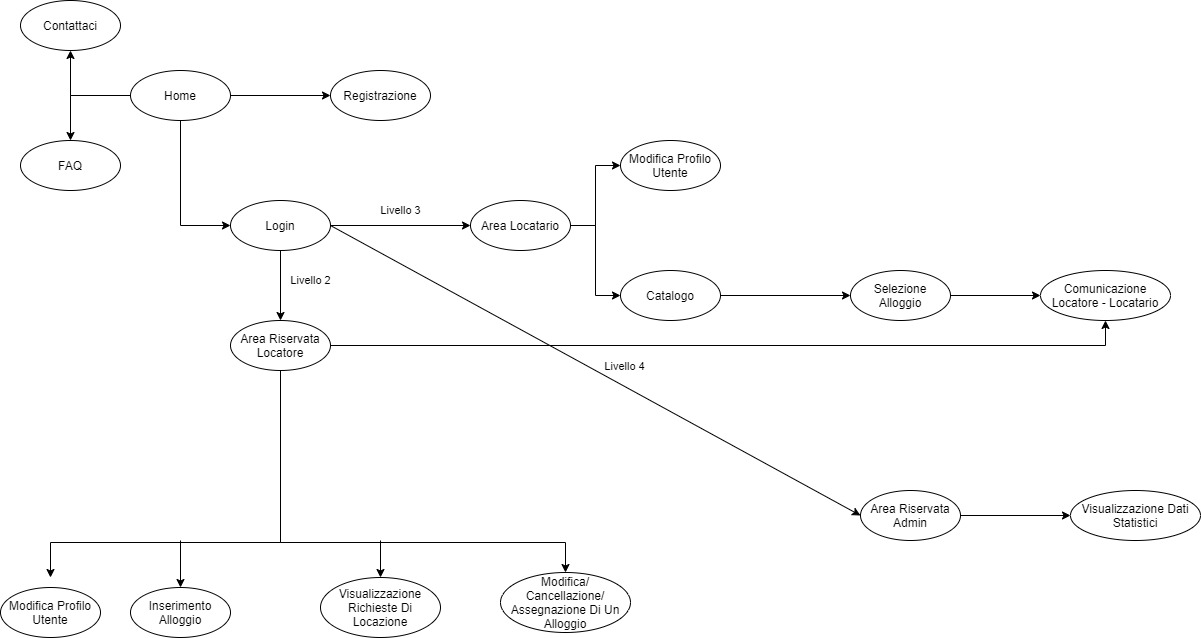 Contattaci
Home
Registrazione
FAQ
Modifica Profilo
Utente
Login
Livello 3
Area Locatario
Livello 2
Catalogo
Selezione
Alloggio
Comunicazione
Locatore - Locatario
Area Riservata
Locatore
Livello 4
Area Riservata
Admin
Visualizzazione Dati
Statistici
Modifica Profilo
Utente
Inserimento
Alloggio
Visualizzazione
Richieste Di
Locazione
Modifica/
Cancellazione/
Assegnazione Di Un
Alloggio